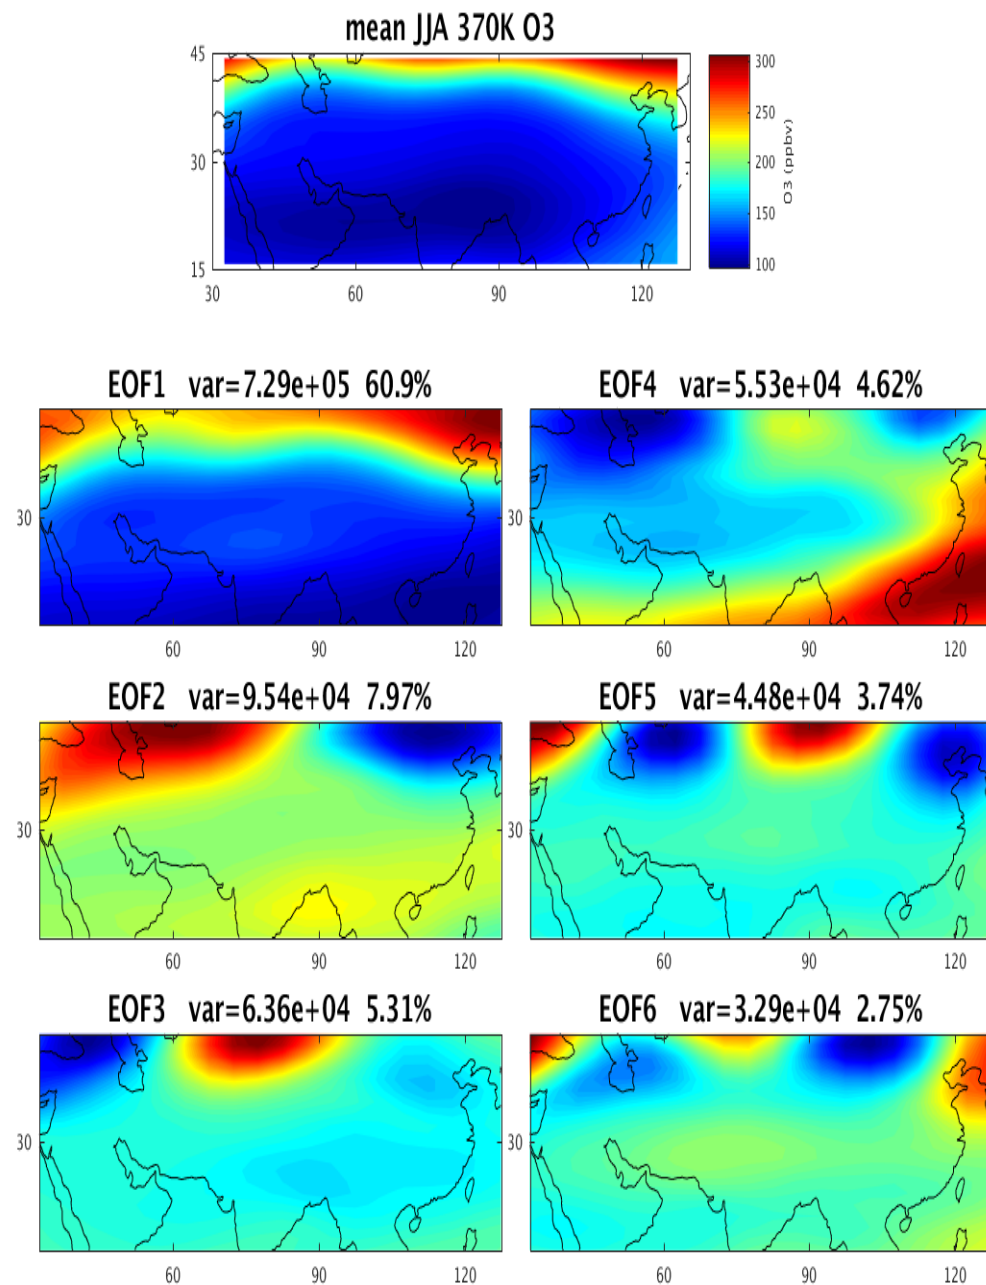 mean JJA 370K O3
45
30
15
30 60 90 120
300
250
200
150
100
O3 (ppbv)
EOF1 var=7.29e+05 60.9%
30
60 90 120
EOF4 var=5.53e+04 4.62%
30
60 90 120
EOF2 var=9.54e+04 7.97%
30
60 90 120
EOF5 var=4.48e+04 3.74%
30
60 90 120
EOF3 var=6.36e+04 5.31%
30
60 90 120
EOF6 var=3.29e+04 2.75%
30
60 90 120